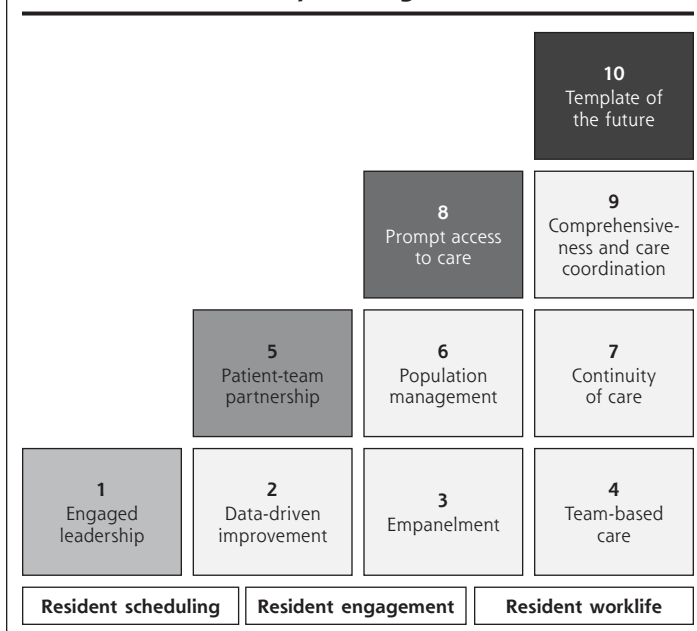 10
Template of
the future
8
Prompt access
to care
9
Comprehensive-
ness and care
coordination
5
Patient-team
partnership
6
Population
management
7
Continuity
of care
1
Engaged
leadership
2
Data-driven
improvement
3
Empanelment
4
Team-based
care
Resident scheduling
Resident engagement
Resident worklife